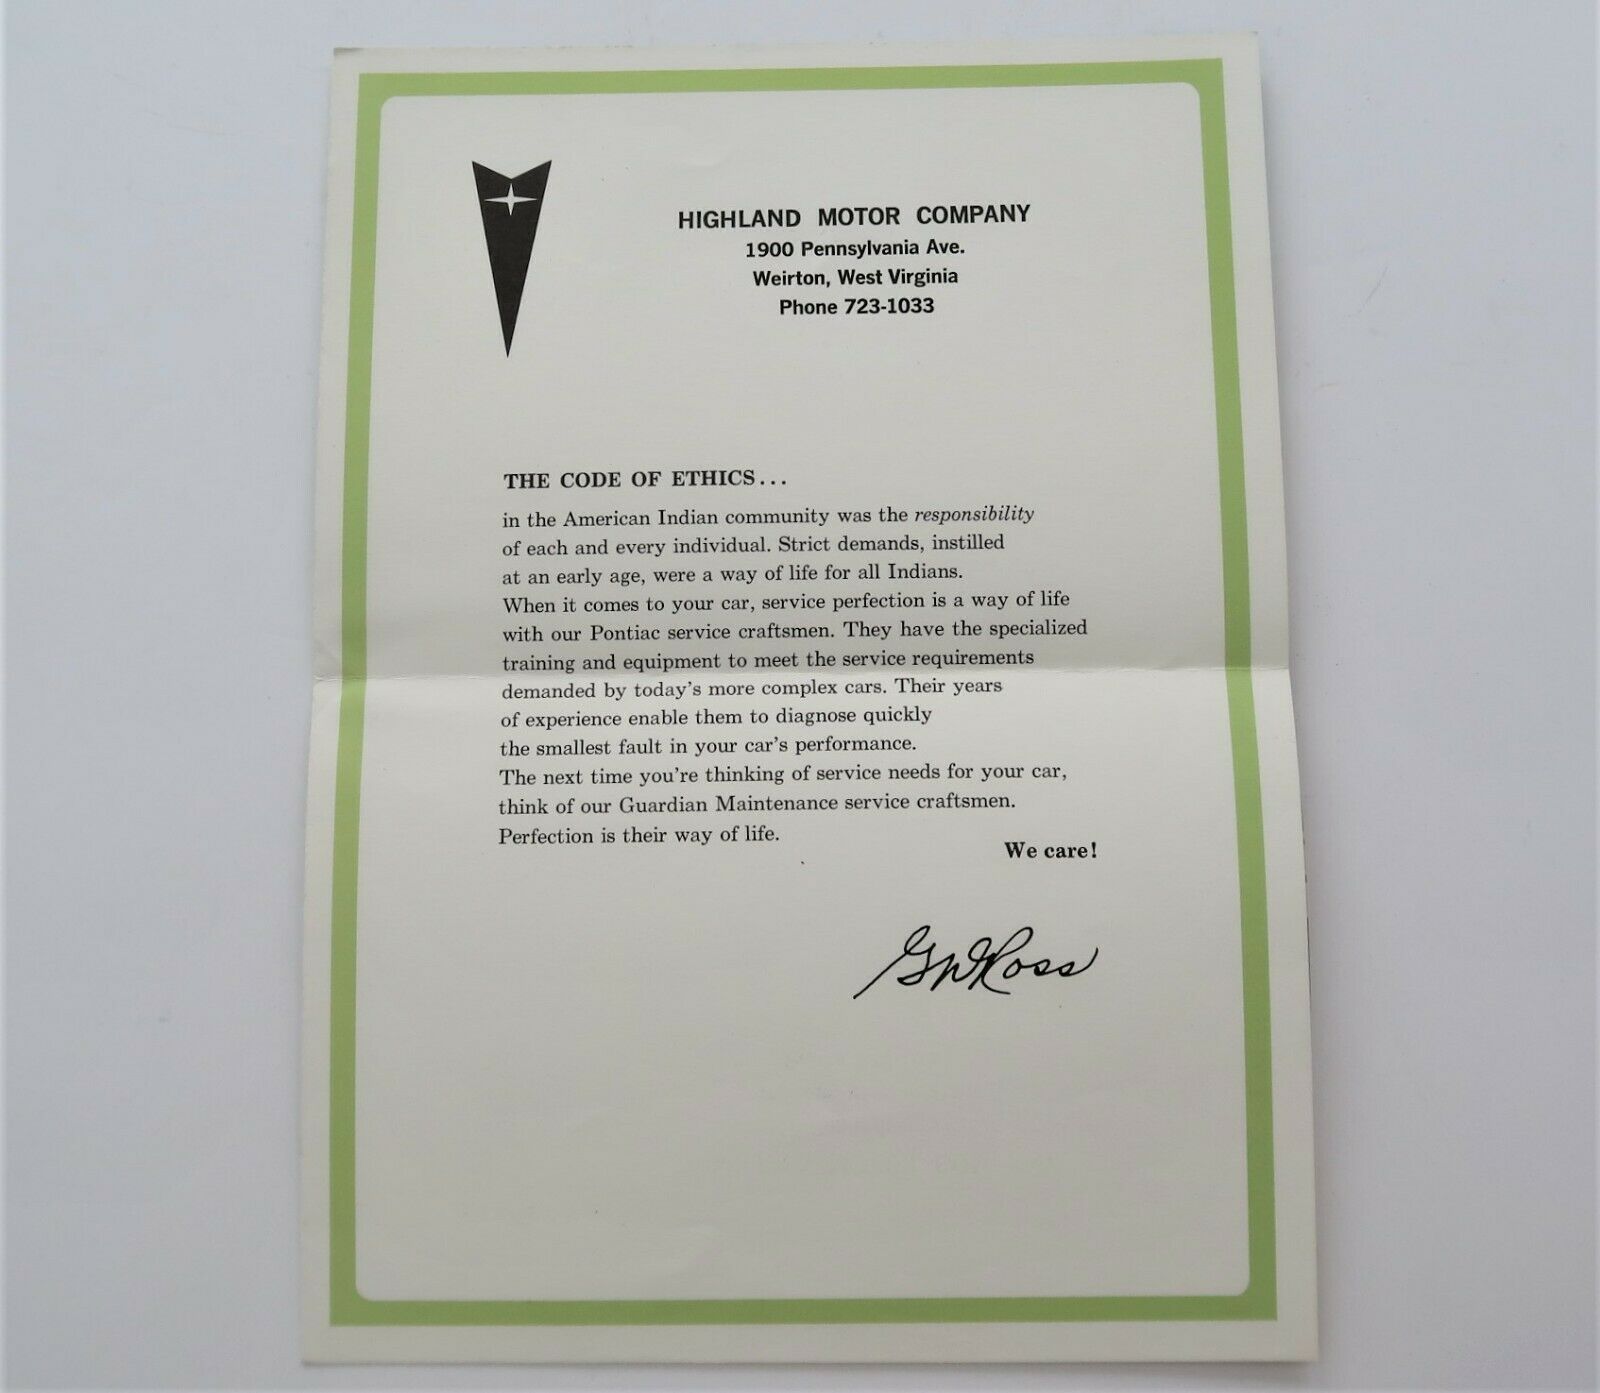 HIGHLAND MOTOR COMPANY
1900 Pennsylvania Ave.
Weirton, West Virginia
Phone 723-1033
THE CODE OF ETHICS...
in the American Indian community was the responsibility
of each and every individual. Strict demands, instilled
at an early age, were a way of life for all Indians.
When it comes to your car, service perfection is a way of life
with our Pontiac service craftsmen. They have the specialized
training and equipment to meet the service requirements
demanded by today's more complex cars. Their years
of experience enable them to diagnose quickly
the smallest fault in your car's performance.
The next time you're thinking of service needs for your car,
think of our Guardian Maintenance service craftsmen.
Perfection is their way of life.
We care!
Ross